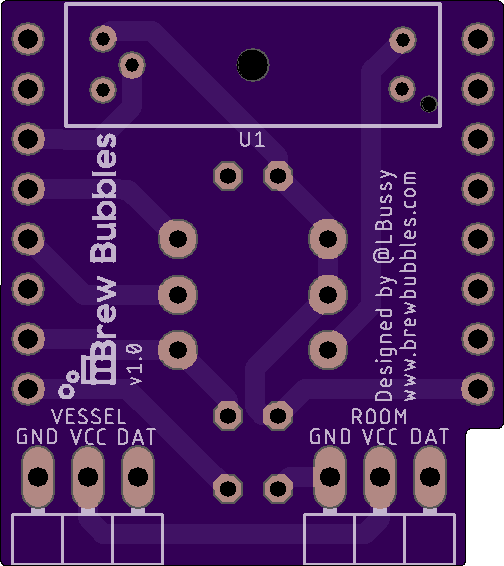 U1
Brew Bubbles
v1.0
Designed by @LBussy
www.brewbubbles.com
VESSEL
GND VCC DAT
ROOM
GND VCC DAT